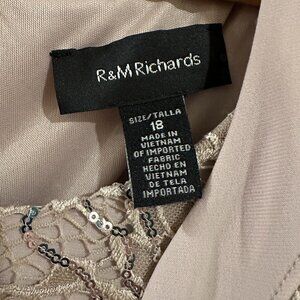 R&M Richards
SIZE/TALLA
18
MADE IN
VIETNAM
OF IMPORTED
FABRIC
HECHO EN
VIETNAM
DE TELA
IMPORTADA